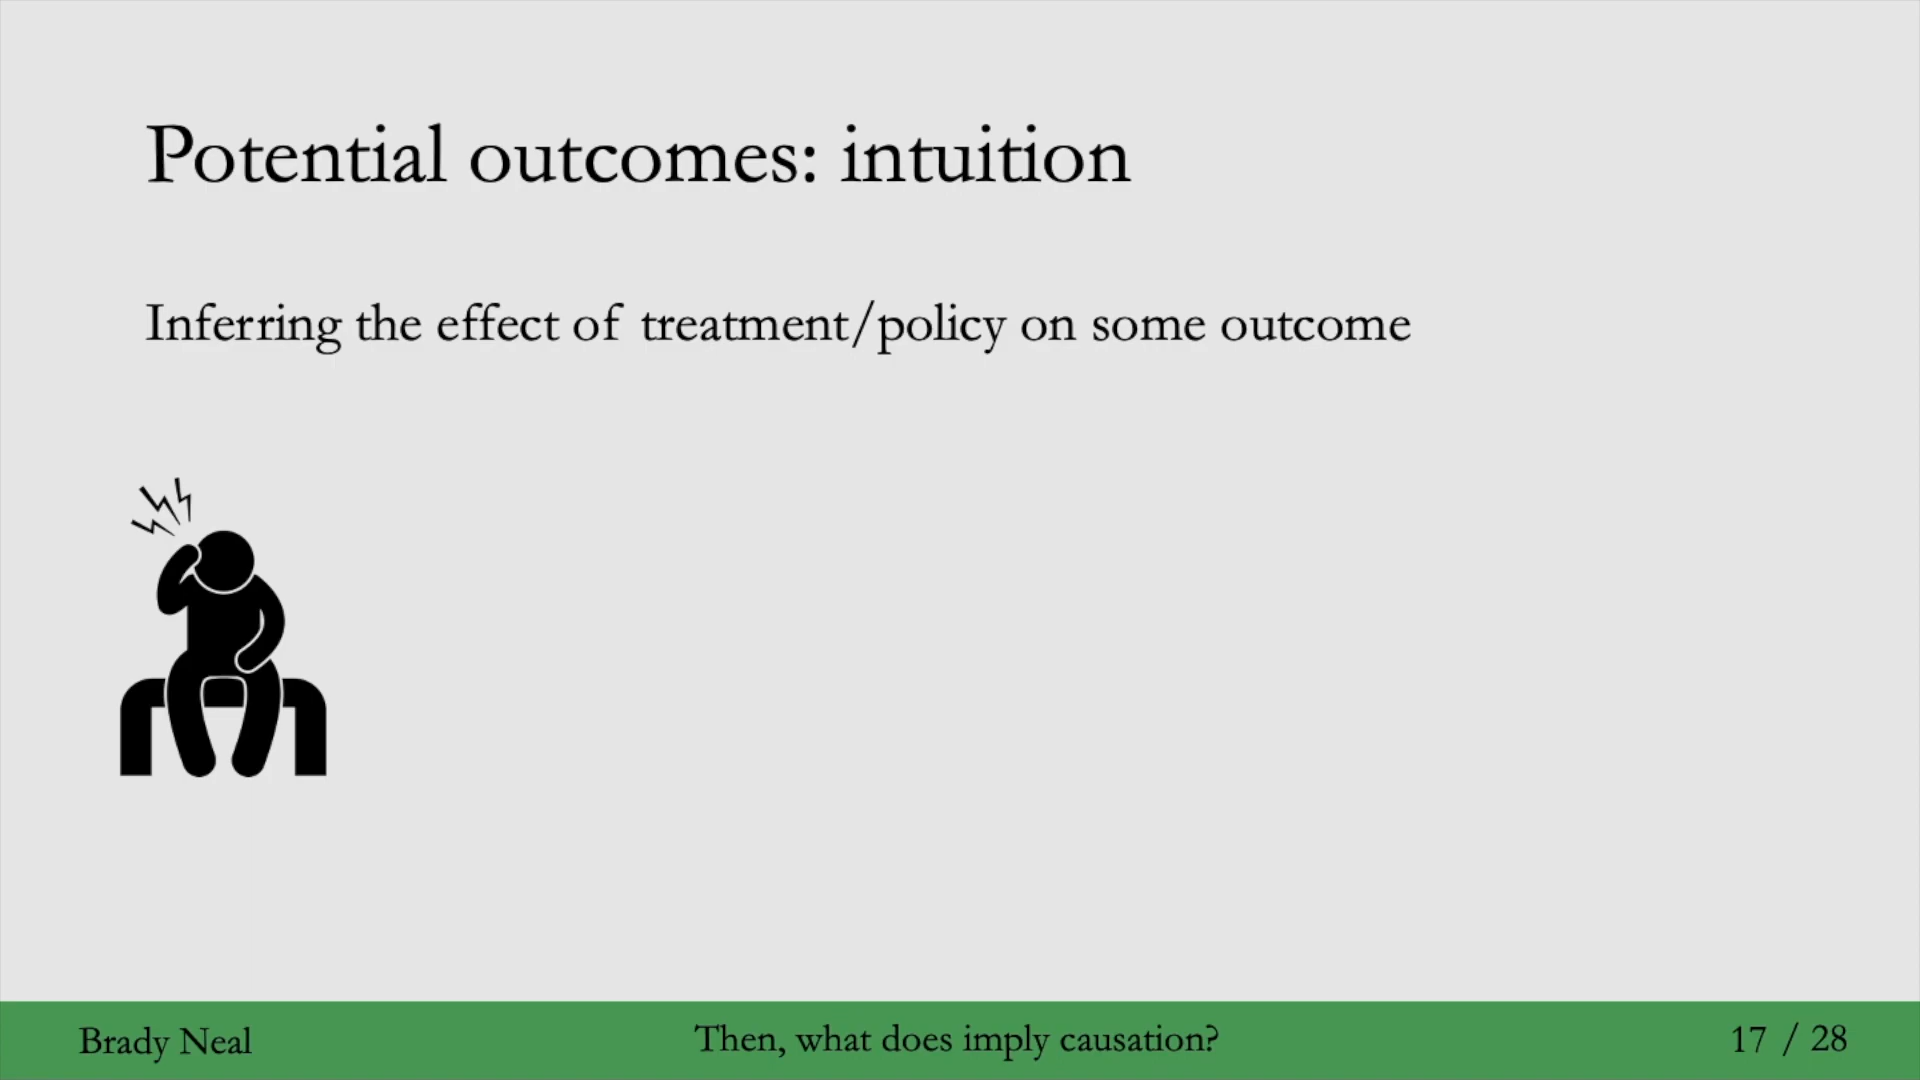 Potential outcomes: intuition
Inferring the effect of treatment/policy on some outcome
Brady Neal
Then, what does imply causation?
17 / 28